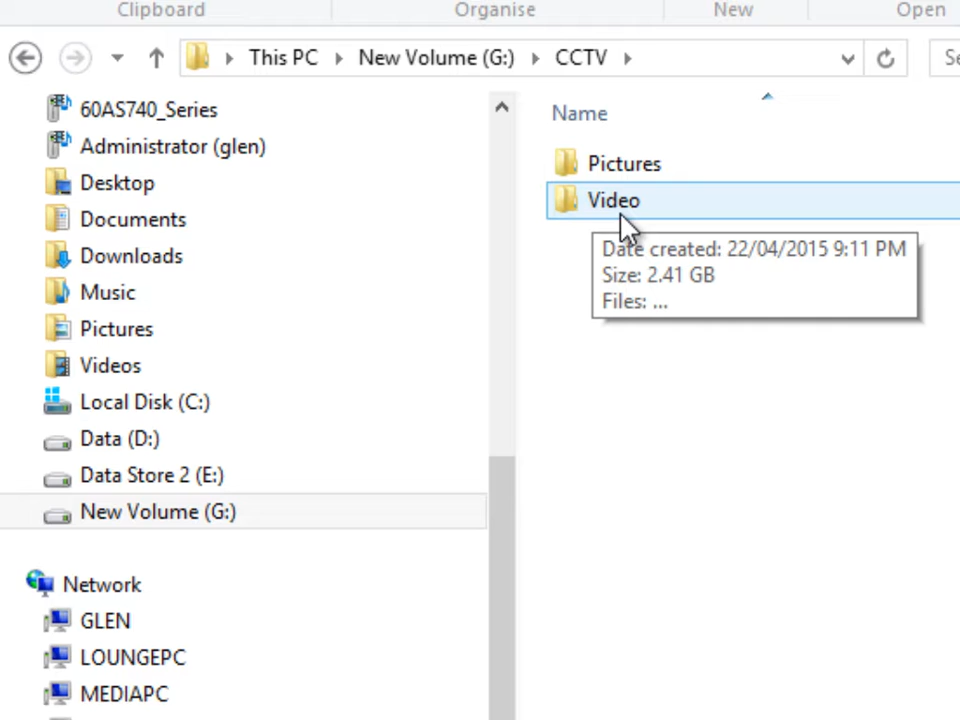 Clipboard
Organise
New
Open
This PC
New Volume (G:)
CCTV
Se
60AS740_Series
Administrator (glen)
Desktop
Documents
Downloads
Music
Pictures
Videos
Local Disk (C:)
Data (D:)
Data Store 2 (E:)
New Volume (G:)
Network
GLEN
LOUNGEPC
MEDIAPC
Name
Pictures
Video
Date created: 22/04/2015 9:11 PM
Size: 2.41 GB
Files: ...